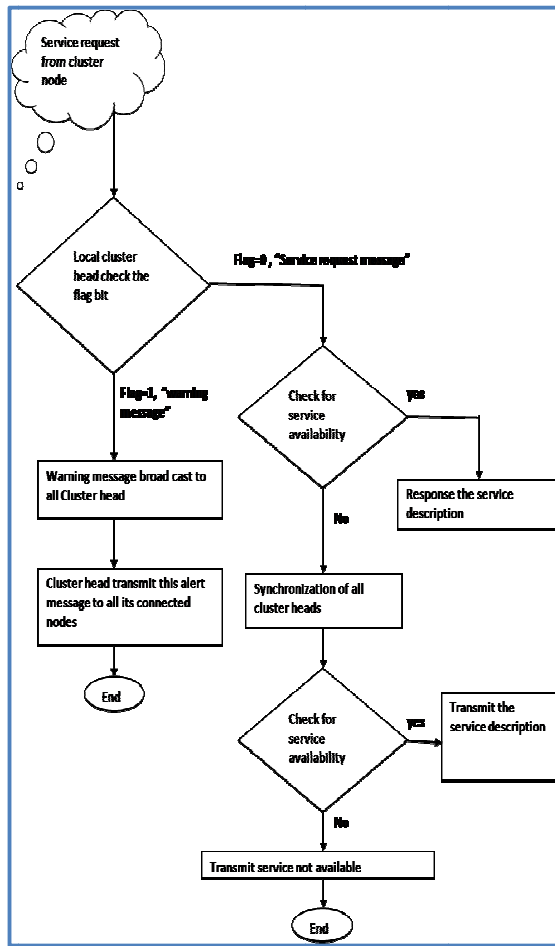 Service request
from cluster
node
Local cluster
head check the
flag bit
Flag=0 , "Service request message"
Flag=1, "warning
message"
Check for
service
availability
yes
Warning message broad cast to
all Cluster head
Response the service
description
No
Cluster head transmit this alert
message to all its connected
nodes
Synchronization of all
cluster heads
End
Check for
service
availability
yes
Transmit the
service description
No
Transmit service not available
End